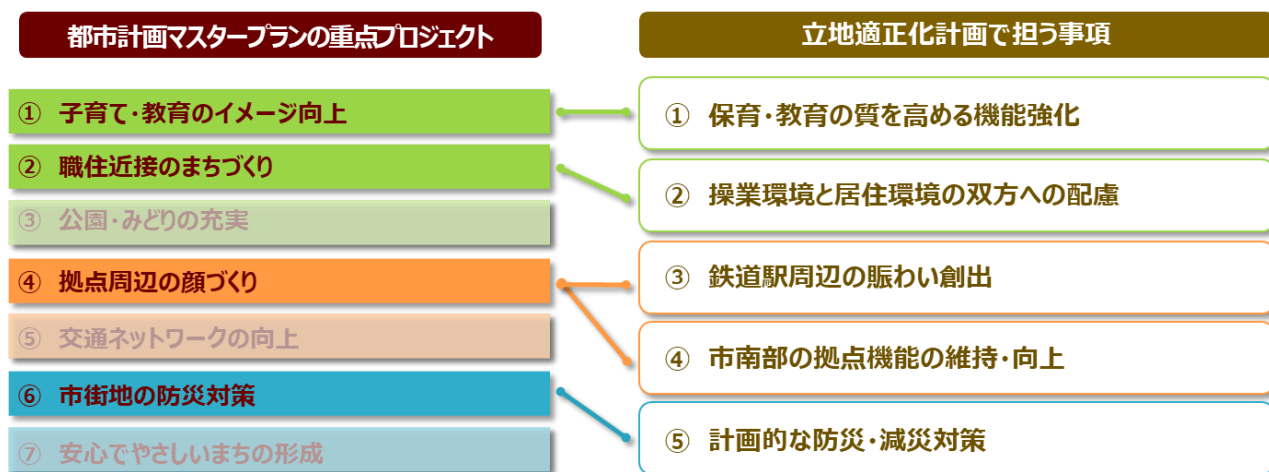 都市計画マスタープランの重点プロジェクト
① 子育て・教育のイメージ向上
② 職住近接のまちづくり
③ 公園・みどりの充実
④ 拠点周辺の顔づくり
⑤ 交通ネットワークの向上
⑥ 市街地の防災対策
⑦ 安心でやさしいまちの形成
立地適正化計画で担う事項
① 保育・教育の質を高める機能強化
② 操業環境と居住環境の双方への配慮
③ 鉄道駅周辺の賑わい創出
④ 市南部の拠点機能の維持・向上
⑤ 計画的な防災・減災対策